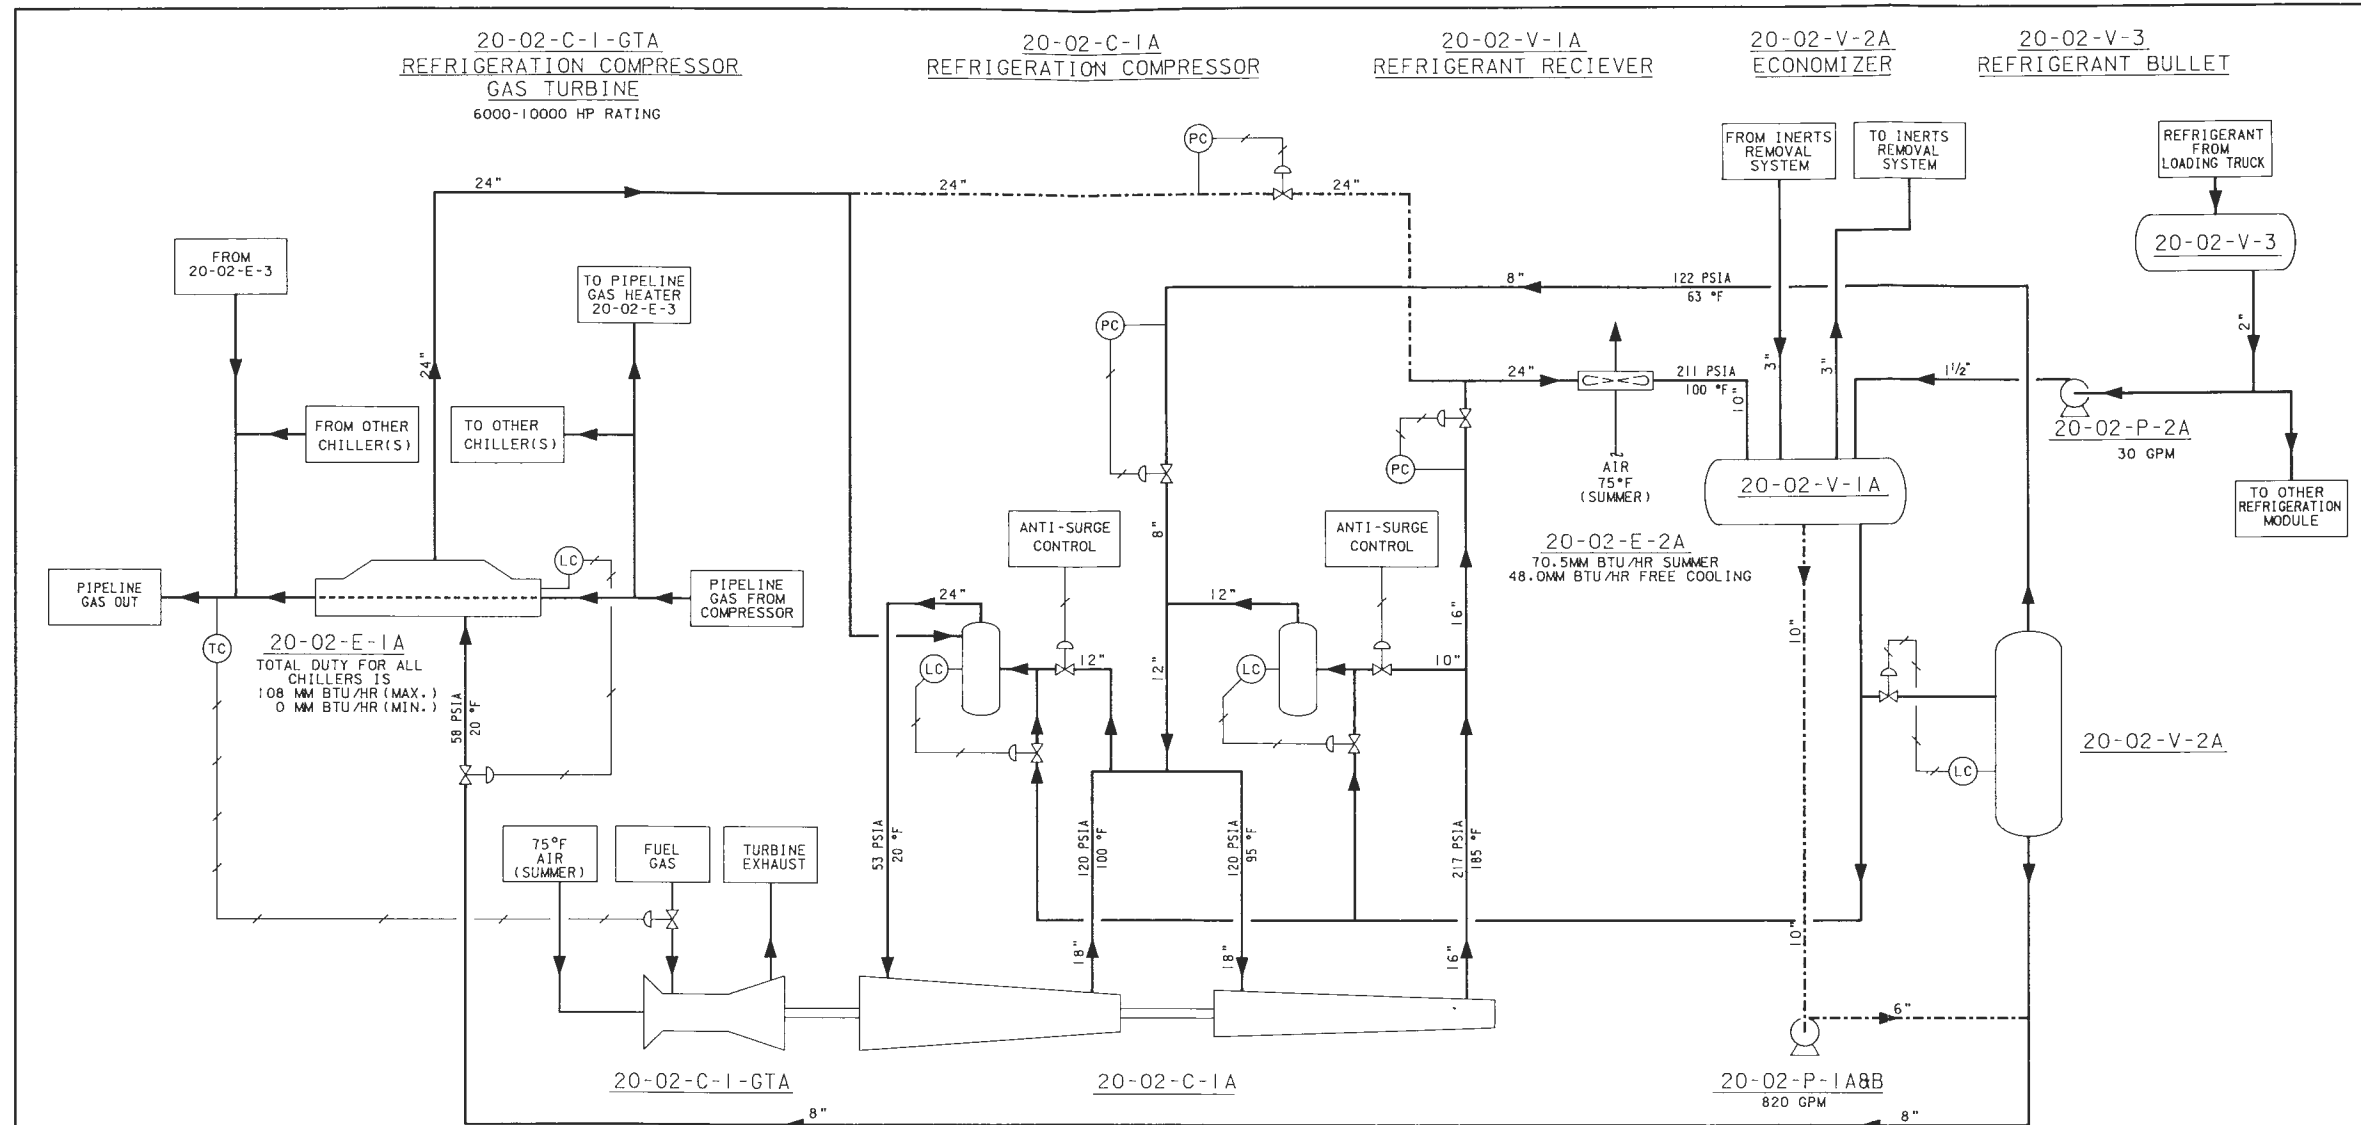 20-02-C-1-GTA
REFRIGERATION COMPRESSOR
GAS TURBINE
6000-10000 HP RATING
20-02-C-1A
REFRIGERATION COMPRESSOR
20-02-V-1A
REFRIGERANT RECIEVER
20-02-V-2A
ECONOMIZER
20-02-V-3
REFRIGERANT BULLET
PC
FROM INERTS
REMOVAL
SYSTEM
TO INERTS
REMOVAL
SYSTEM
REFRIGERANT
FROM
LOADING TRUCK
24"
24"
24"
FROM
20-02-E-3
TO PIPELINE
GAS HEATER
20-02-E-3
20-02-V-3
8"
122 PSIA
63 °F
PC
2"
24"
3"
3"
24"
211 PSIA
100 °F
10"
1 1/2"
FROM OTHER
CHILLER(S)
TO OTHER
CHILLER(S)
PC
AIR
75°F
(SUMMER)
20-02-P-2A
30 GPM
20-02-V-1A
TO OTHER
REFRIGERATION
MODULE
ANTI-SURGE
CONTROL
ANTI-SURGE
CONTROL
8"
20-02-E-2A
70.5MM BTU/HR SUMMER
48.0MM BTU/HR FREE COOLING
LC
PIPELINE
GAS OUT
PIPELINE
GAS FROM
COMPRESSOR
24"
12"
16"
10"
TC
20-02-E-1A
TOTAL DUTY FOR ALL
CHILLERS IS
108 MM BTU/HR (MAX.)
0 MM BTU/HR (MIN.)
LC
12"
12"
LC
10"
58 PSIA
20 °F
20-02-V-2A
LC
75°F
AIR
(SUMMER)
FUEL
GAS
TURBINE
EXHAUST
53 PSIA
20 °F
120 PSIA
100 °F
120 PSIA
95 °F
217 PSIA
185 °F
18"
18"
16"
10"
6"
20-02-C-1-GTA
20-02-C-1A
20-02-P-1A&B
820 GPM
8"
8"